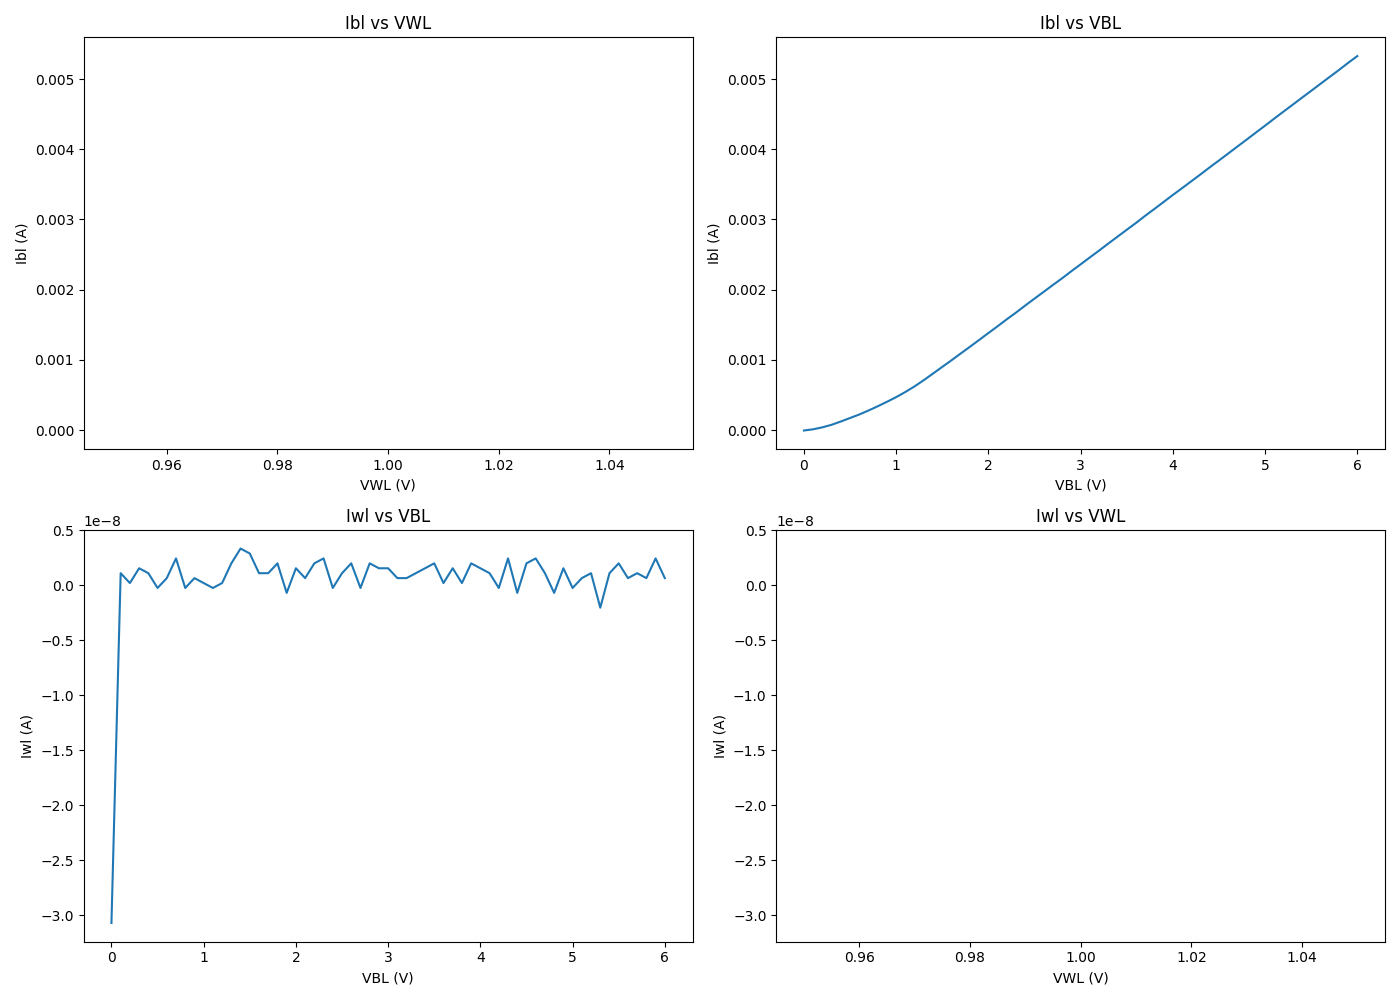 Ibl vs VWL
0.005
0.004
0.003
0.002
0.001
0.000
Ibl (A)
0.96 0.98 1.00 1.02 1.04
VWL (V)
Ibl vs VBL
0.005
0.004
0.003
0.002
0.001
0.000
Ibl (A)
0 1 2 3 4 5 6
VBL (V)
Iwl vs VBL
1e−8
0.5
0.0
−0.5
−1.0
−1.5
−2.0
−2.5
−3.0
Iwl (A)
0 1 2 3 4 5 6
VBL (V)
Iwl vs VWL
1e−8
0.5
0.0
−0.5
−1.0
−1.5
−2.0
−2.5
−3.0
Iwl (A)
0.96 0.98 1.00 1.02 1.04
VWL (V)